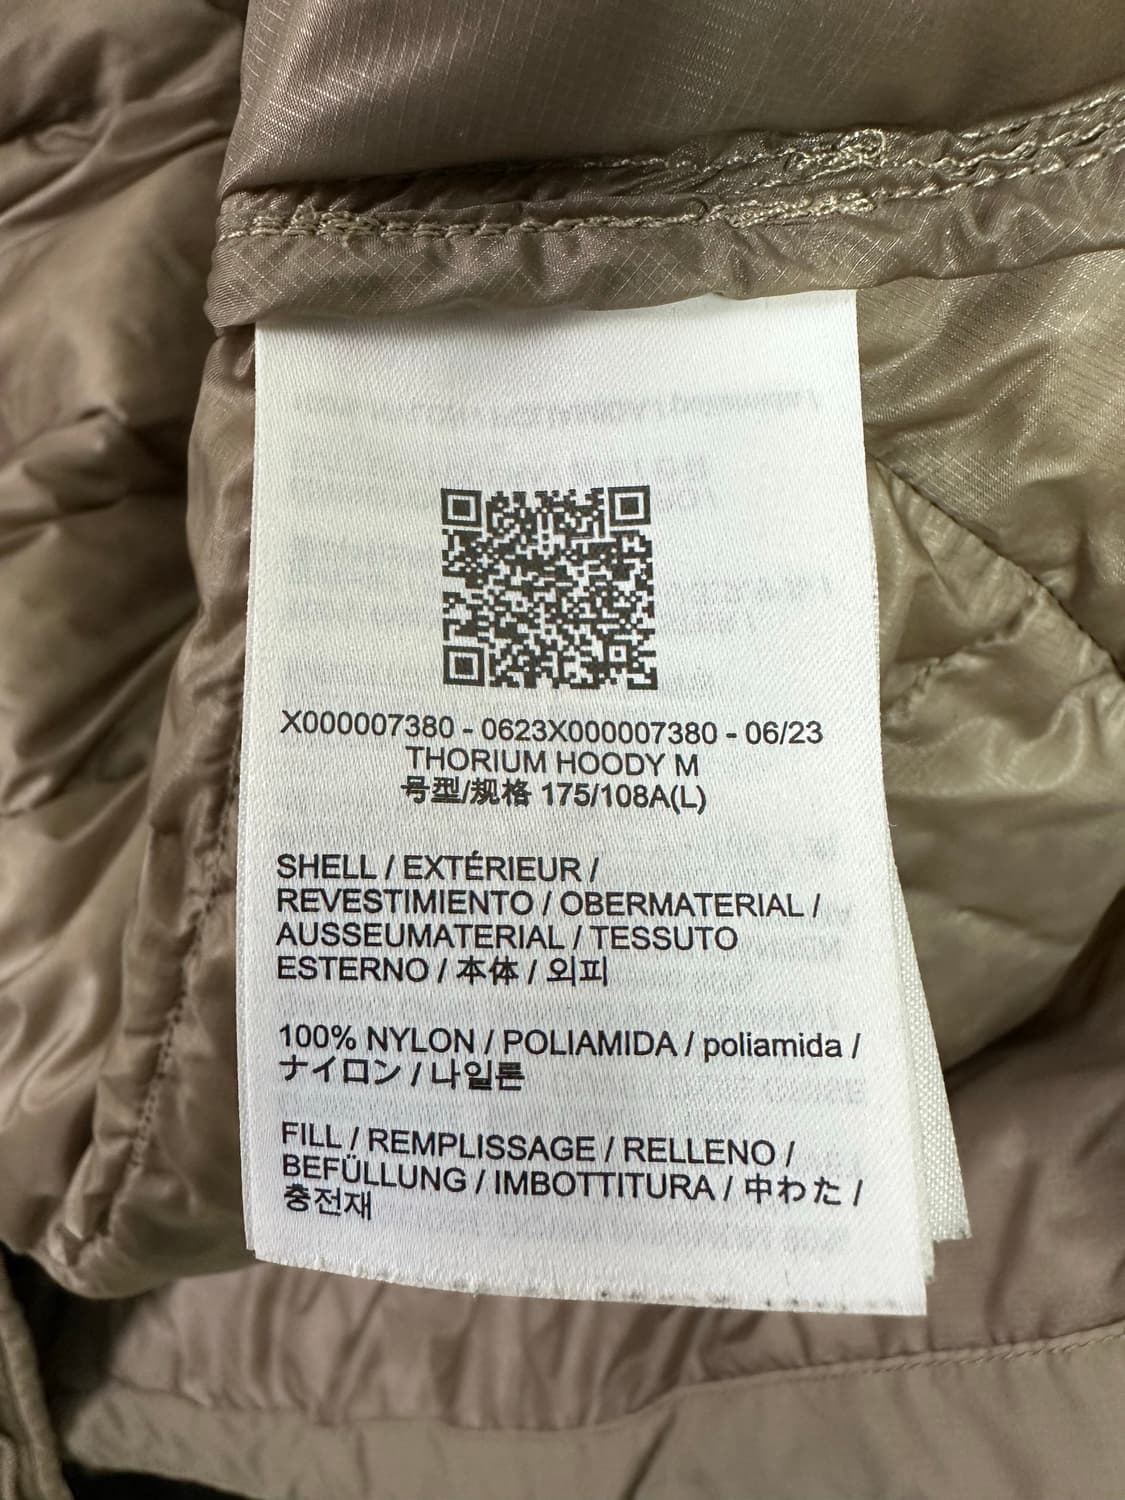 X000007380 - 0623X000007380 - 06/23
THORIUM HOODY M
号型/规格 175/108A(L)
SHELL / EXTÉRIEUR /
REVESTIMIENTO / OBERMATERIAL /
AUSSEUMATERIAL / TESSUTO
ESTERNO / 本体 / 외피
100% NYLON / POLIAMIDA / poliamida /
ナイロン / 나일론
FILL / REMPLISSAGE / RELLENO /
BEFÜLLUNG / IMBOTTITURA / 中わた /
충전재